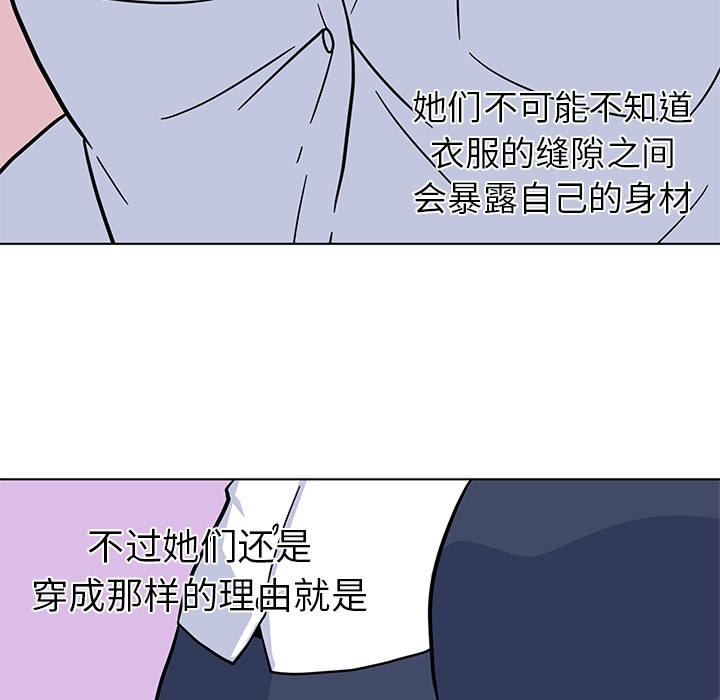 她们不可能不知道
衣服的缝隙之间
会暴露自己的身材
不过她们还是
穿成那样的理由就是